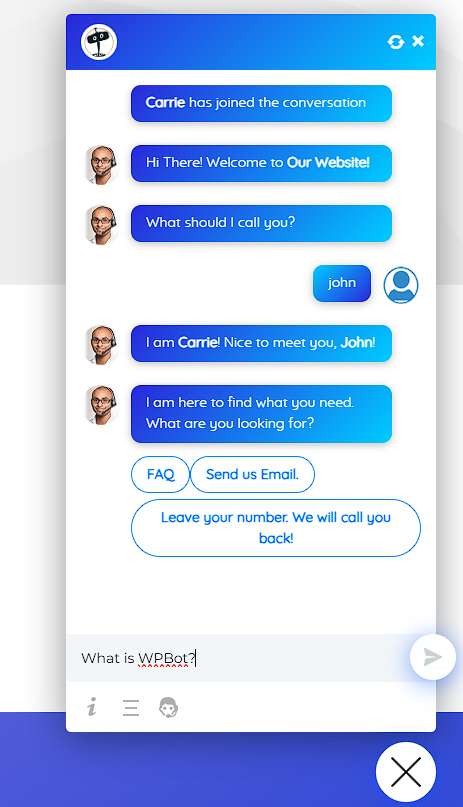 Carrie has joined the conversation
Hi There! Welcome to Our Website!
What should I call you?
john
I am Carrie! Nice to meet you, John!
I am here to find what you need.
What are you looking for?
FAQ
Send us Email.
Leave your number. We will call you
back!
What is WPBot?